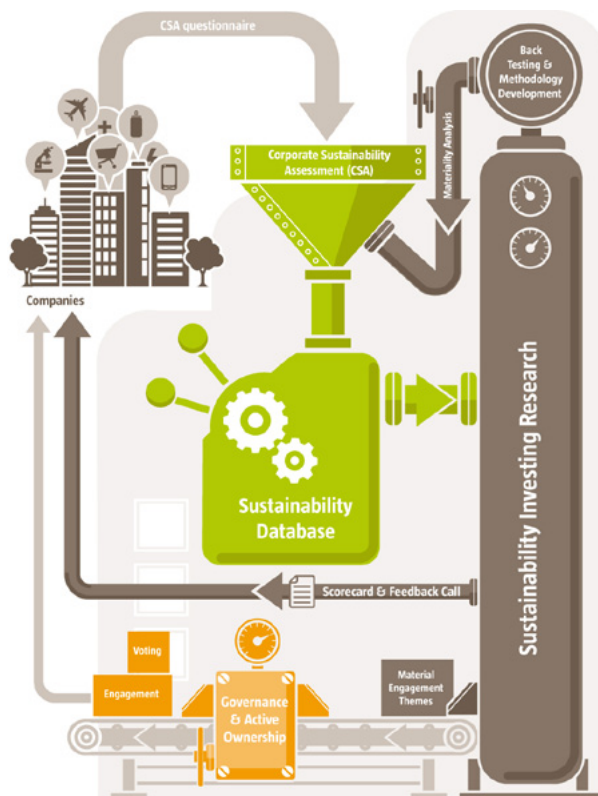 CSA questionnaire
Back
Testing &
Methodology
Development
Corporate Sustainability
Assessment (CSA)
Materiality Analysis
Companies
Sustainability
Database
Sustainability Investing Research
Scorecard & Feedback Call
Voting
Engagement
Governance
& Active
Ownership
Material
Engagement
Themes